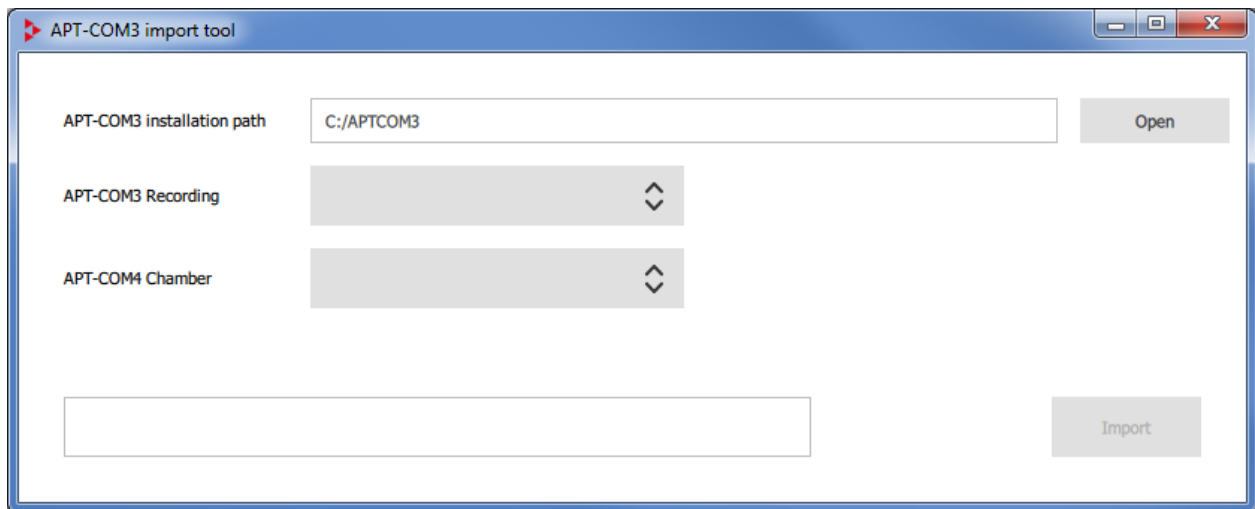 APT-COM3 import tool
APT-COM3 installation path C:/APTCOM3 Open
APT-COM3 Recording
APT-COM4 Chamber
Import